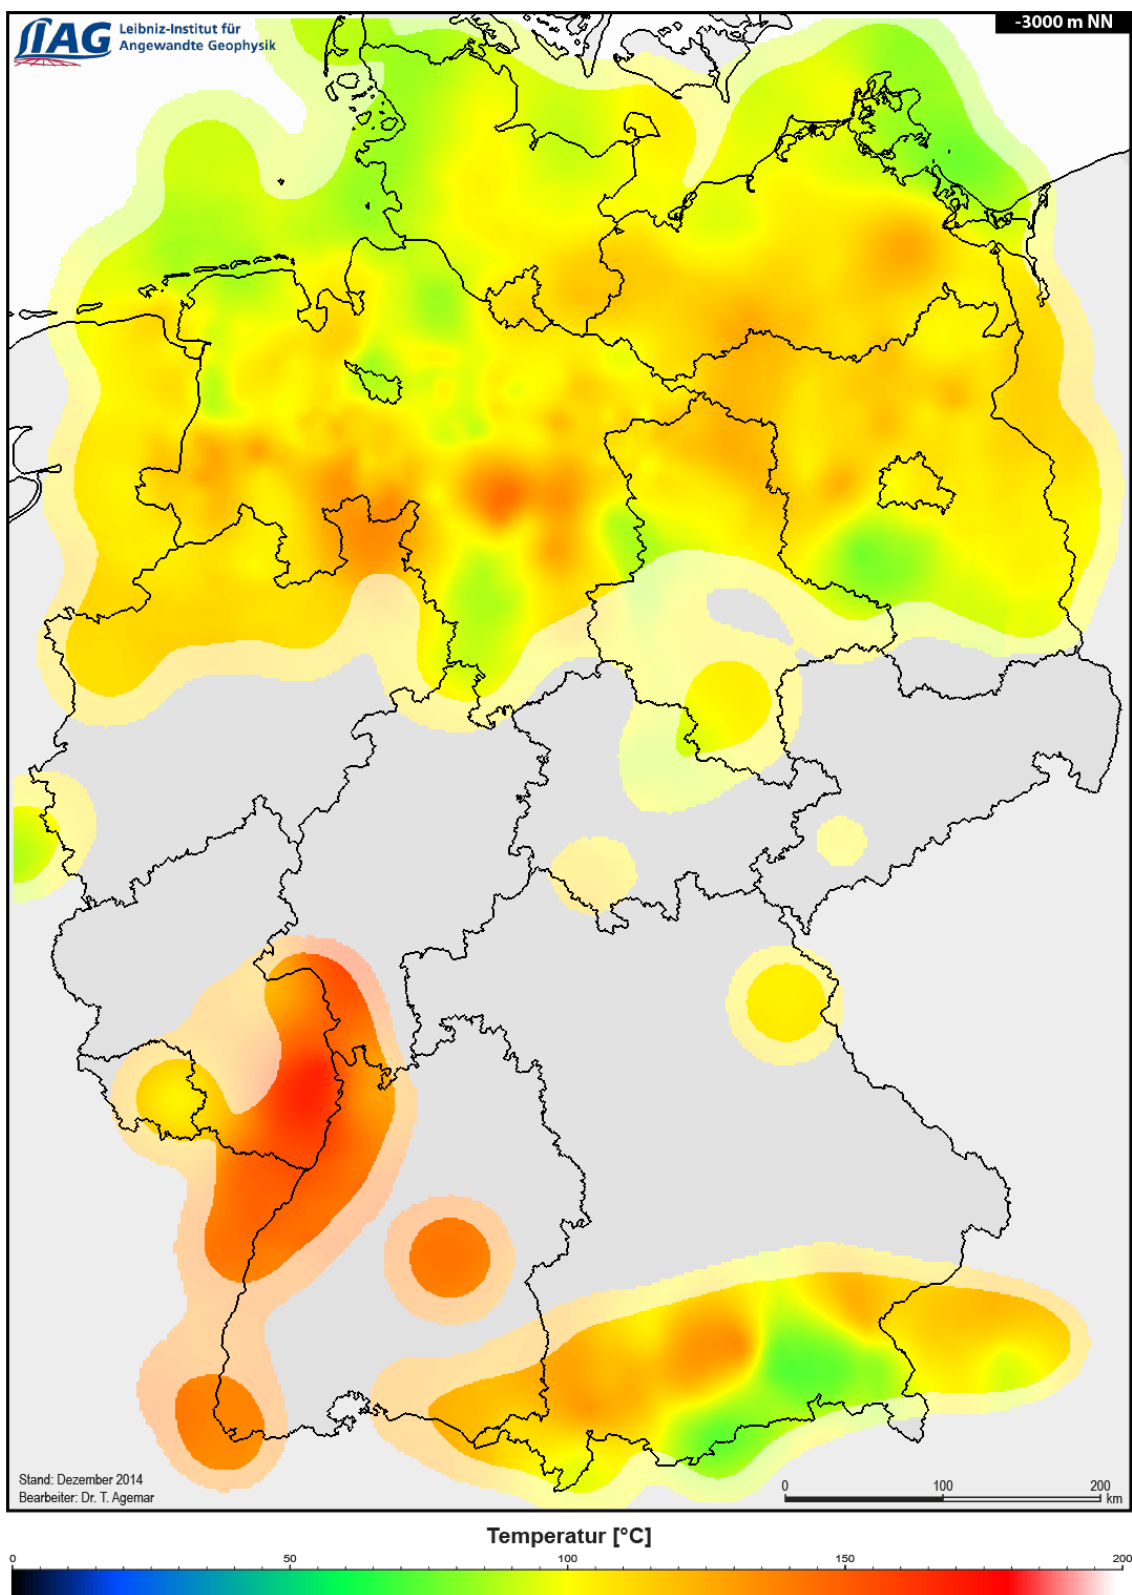 LIAG
Leibniz-Institut für
Angewandte Geophysik
-3000 m NN
Stand: Dezember 2014
Bearbeiter: Dr. T. Agemar
0 100 200
km
Temperatur [°C]
0 50 100 150 200